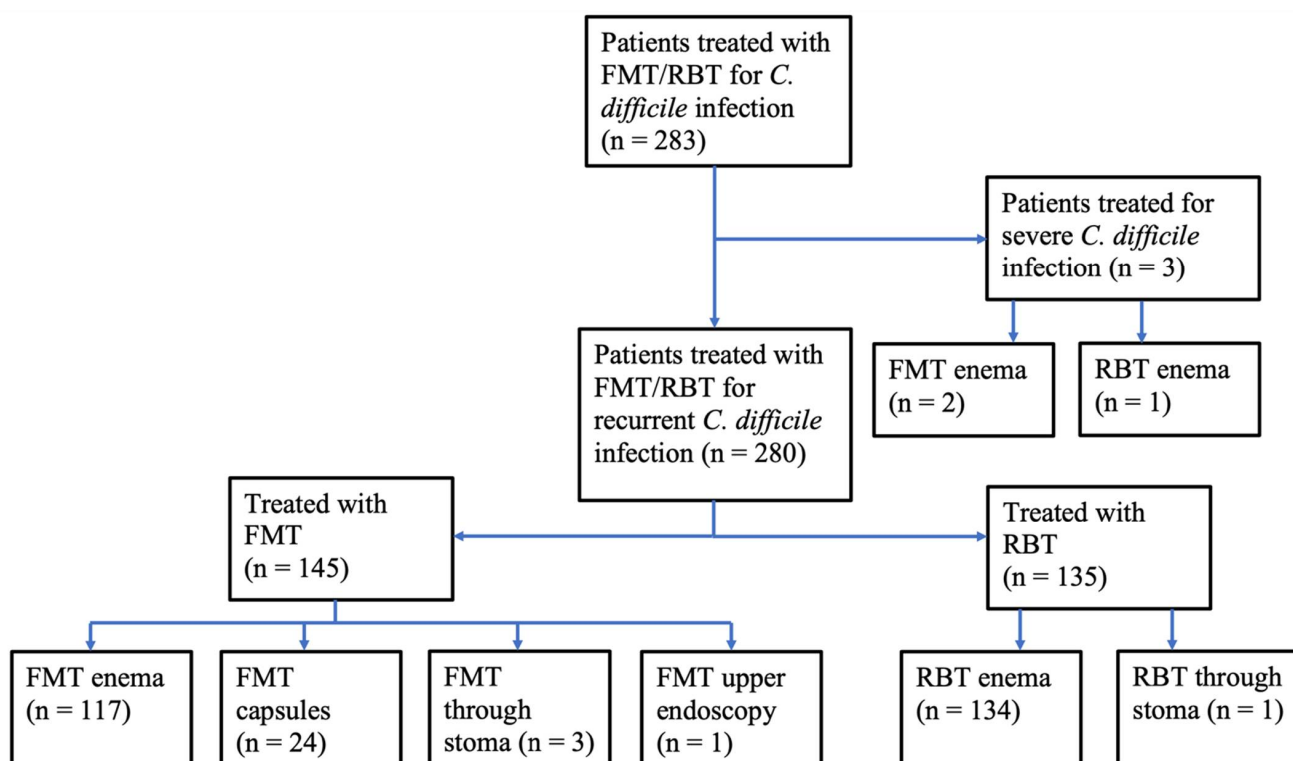 Patients treated with
FMT/RBT for C.
difficile infection
(n = 283)
Patients treated for
severe C. difficile
infection (n = 3)
FMT enema
(n = 2)
RBT enema
(n = 1)
Patients treated with
FMT/RBT for
recurrent C. difficile
infection (n = 280)
Treated with
FMT
(n = 145)
Treated with
RBT
(n = 135)
FMT enema
(n = 117)
FMT
capsules
(n = 24)
FMT
through
stoma (n = 3)
FMT upper
endoscopy
(n = 1)
RBT enema
(n = 134)
RBT through
stoma (n = 1)